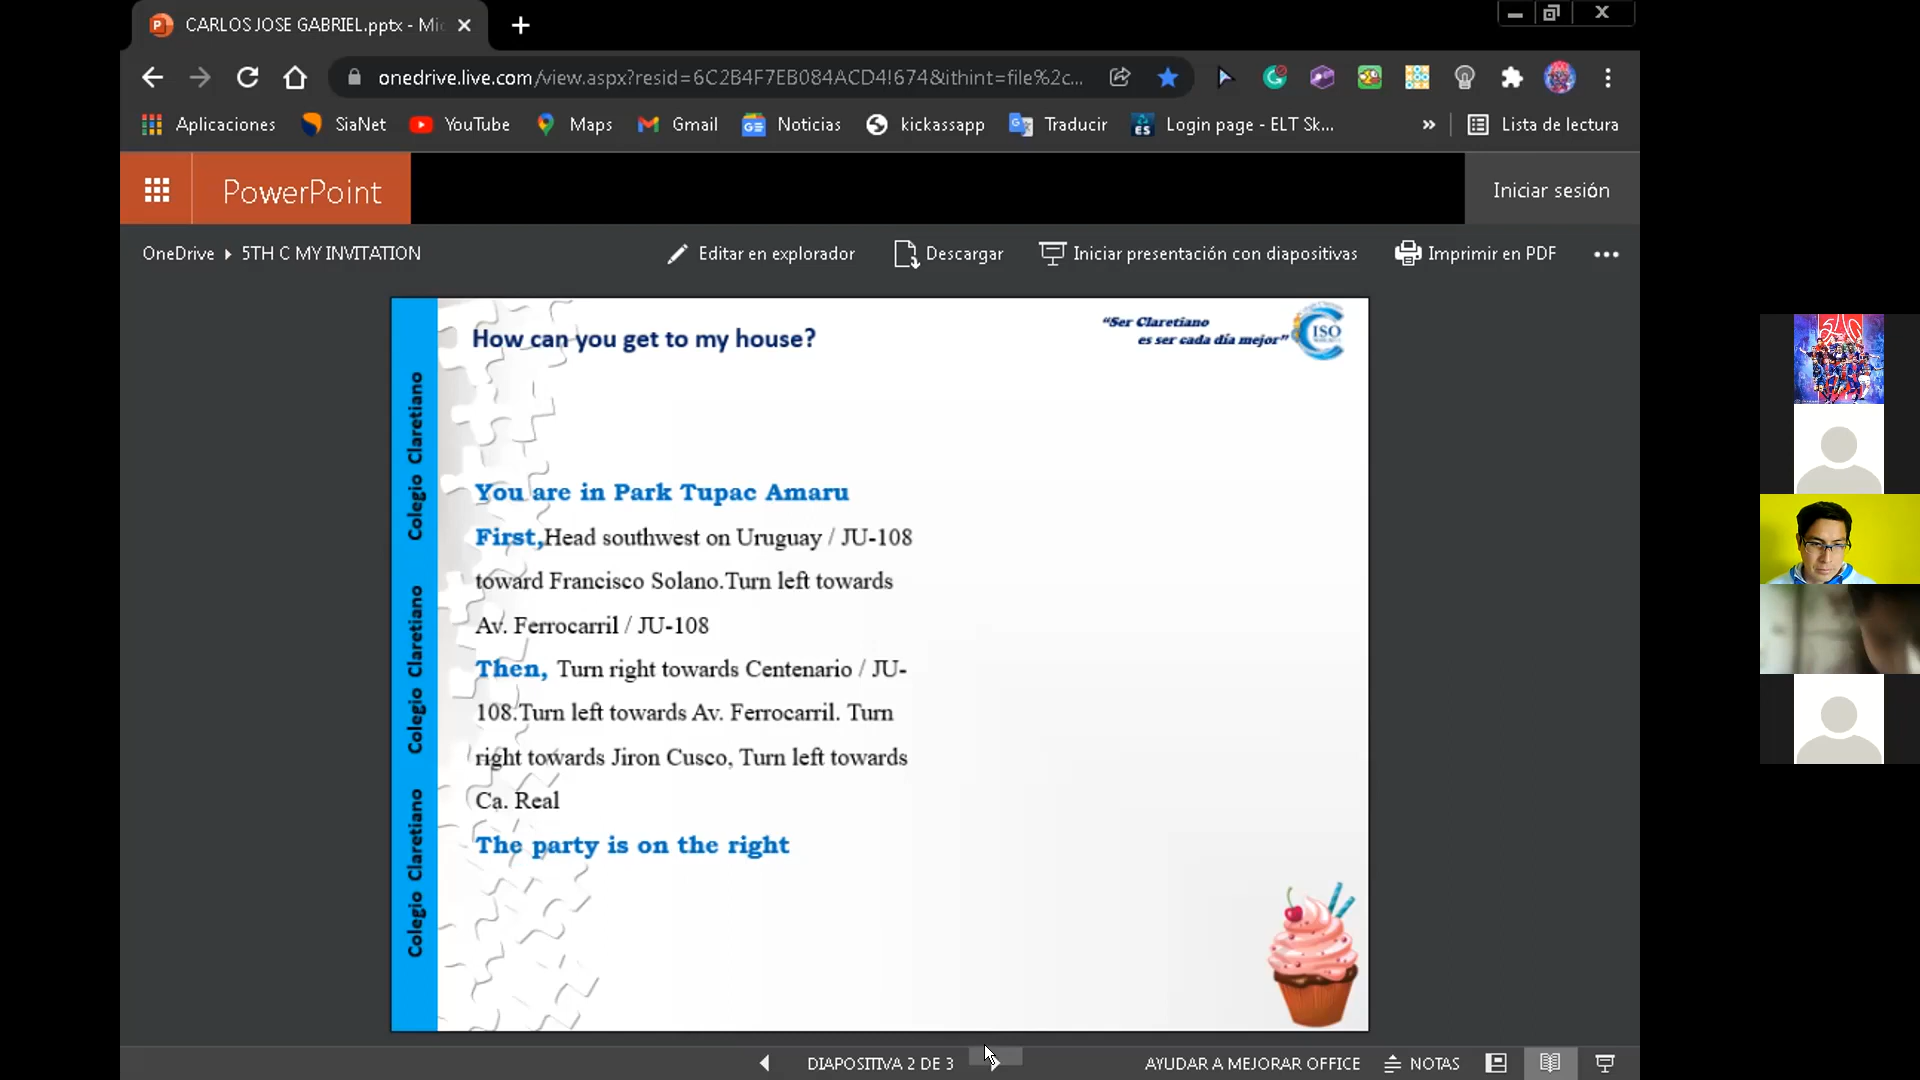 CARLOS JOSE GABRIEL.pptx - Mic
onedrive.live.com/view.aspx?resid=6C2B4F7EB084ACD4!674&ithint=file%2c...
Aplicaciones SiaNet YouTube Maps Gmail Noticias kickassapp Traducir Login page - ELT Sk... » Lista de lectura
PowerPoint
Iniciar sesión
OneDrive 5TH C MY INVITATION Editar en explorador Descargar Iniciar presentación con diapositivas Imprimir en PDF ...
How can you get to my house?
“Ser Claretiano
es ser cada día mejor”
ISO
Colegio Claretiano
Colegio Claretiano
Colegio Claretiano
You are in Park Tupac Amaru
First,Head southwest on Uruguay / JU-108
toward Francisco Solano.Turn left towards
Av. Ferrocarril / JU-108
Then, Turn right towards Centenario / JU-
108.Turn left towards Av. Ferrocarril. Turn
right towards Jiron Cusco, Turn left towards
Ca. Real
The party is on the right
DIAPOSITIVA 2 DE 3 AYUDAR A MEJORAR OFFICE NOTAS